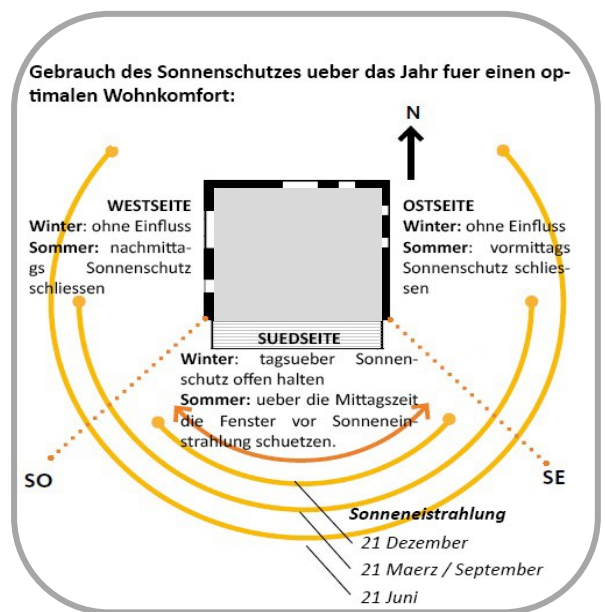 Gebrauch des Sonnenschutzes ueber das Jahr fuer einen op-
timalen Wohnkomfort:
N
WESTSEITE
Winter: ohne Einfluss
Sommer: nachmitta-
gs Sonnenschutz
schliessen
OSTSEITE
Winter: ohne Einfluss
Sommer: vormittags
Sonnenschutz schlies-
sen
SUEDSEITE
Winter: tagsueber Sonnen-
schutz offen halten
Sommer: ueber die Mittagszeit
die Fenster vor Sonnenein-
strahlung schuetzen.
SO
SE
Sonneneistrahlung
21 Dezember
21 Maerz / September
21 Juni